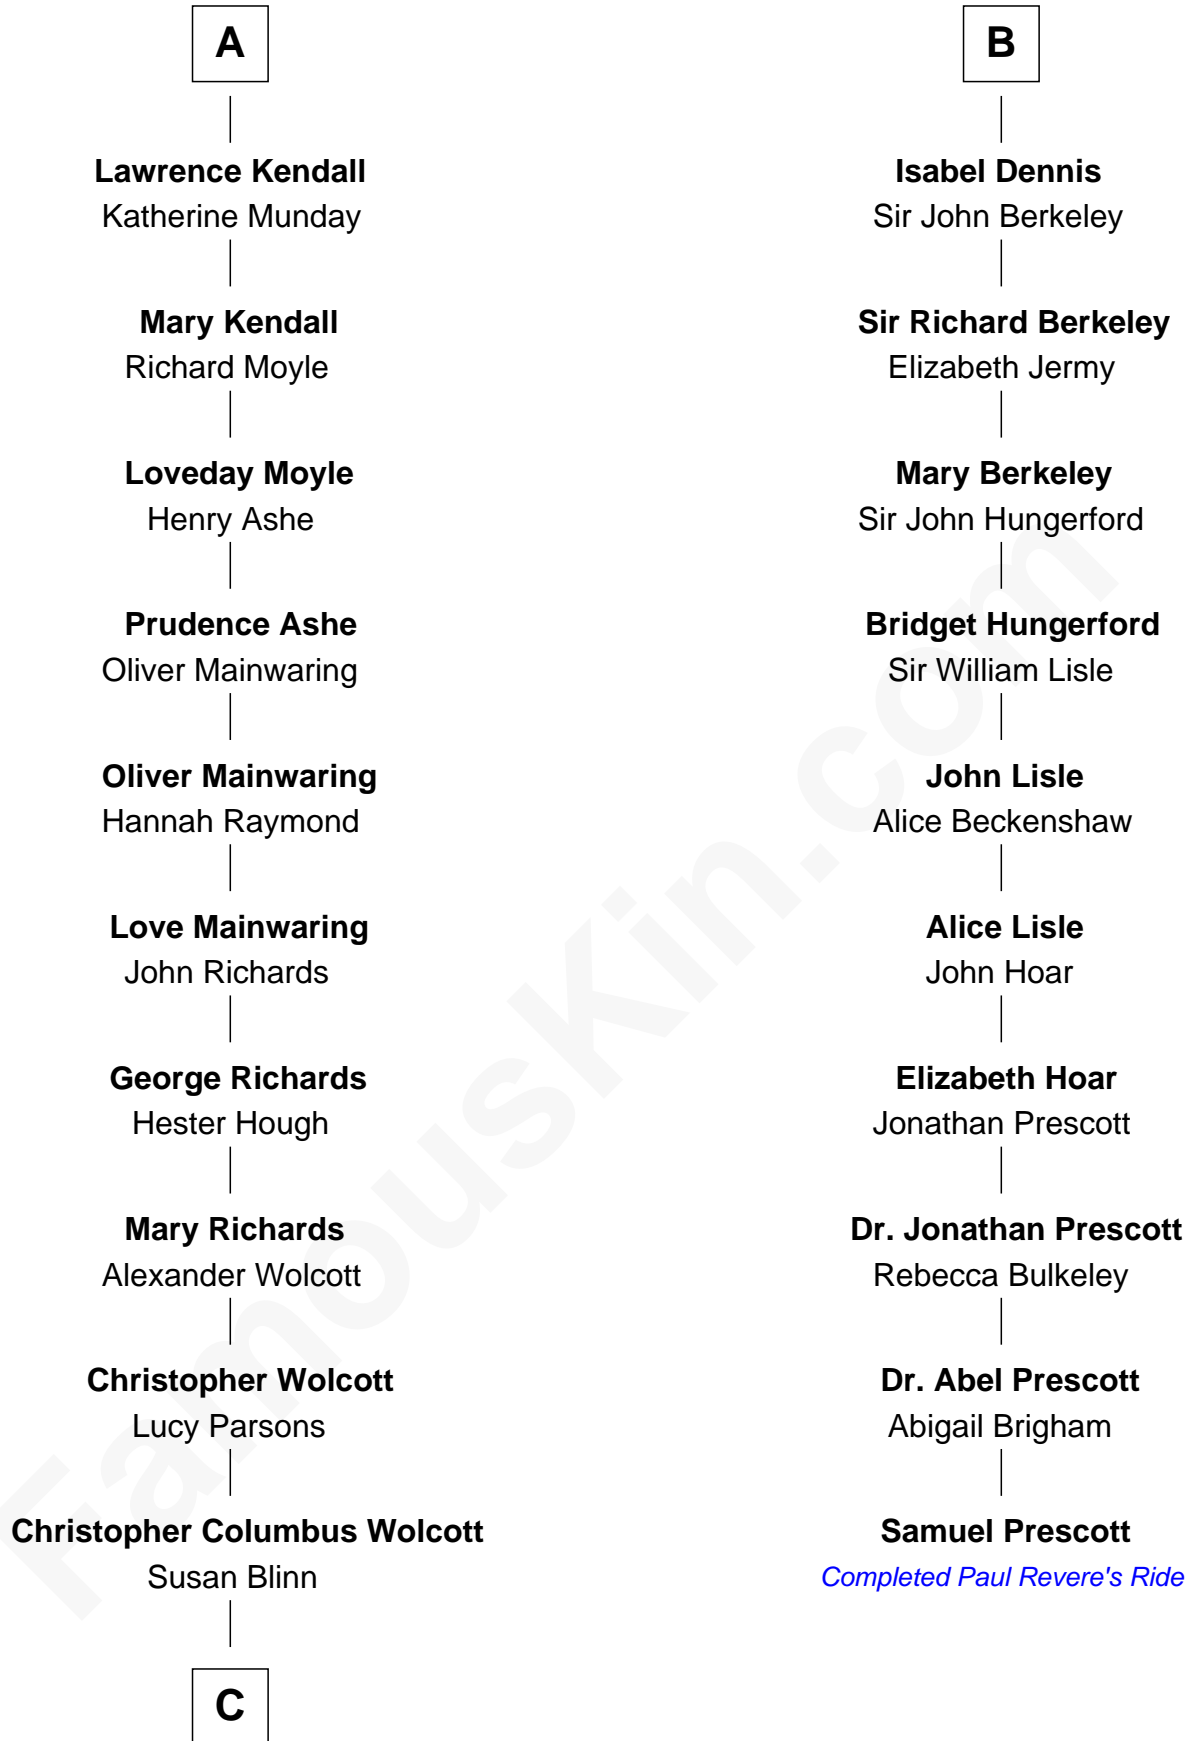 A
Lawrence Kendall
Katherine Munday
Mary Kendall
Richard Moyle
Loveday Moyle
Henry Ashe
Prudence Ashe
Oliver Mainwaring
Oliver Mainwaring
Hannah Raymond
Love Mainwaring
John Richards
George Richards
Hester Hough
Mary Richards
Alexander Wolcott
Christopher Wolcott
Lucy Parsons
Christopher Columbus Wolcott
Susan Blinn
C
B
Isabel Dennis
Sir John Berkeley
Sir Richard Berkeley
Elizabeth Jermy
Mary Berkeley
Sir John Hungerford
Bridget Hungerford
Sir William Lisle
John Lisle
Alice Beckenshaw
Alice Lisle
John Hoar
Elizabeth Hoar
Jonathan Prescott
Dr. Jonathan Prescott
Rebecca Bulkeley
Dr. Abel Prescott
Abigail Brigham
Samuel Prescott
Completed Paul Revere's Ride
FamousKin.com